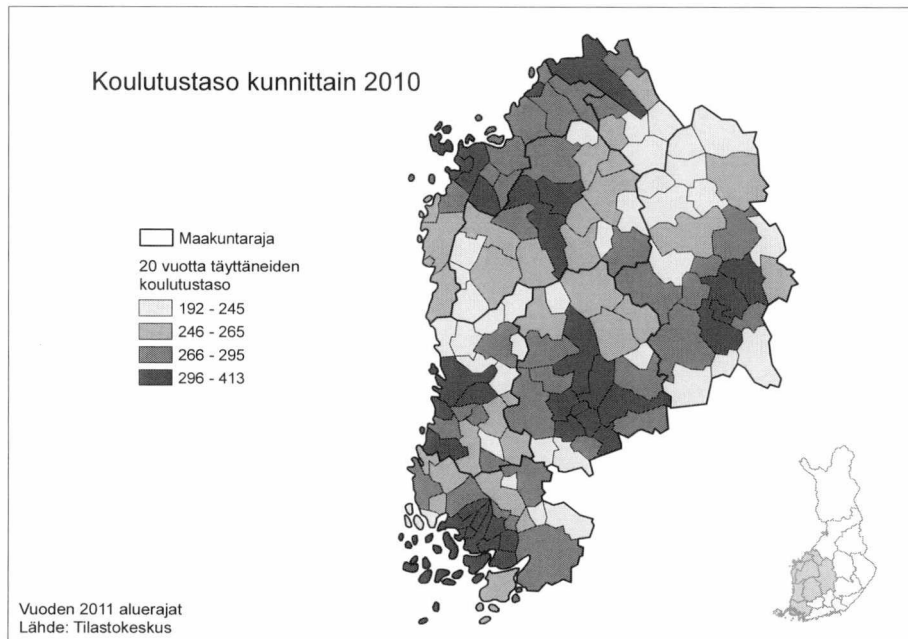 Koulutustaso kunnittain 2010
Maakuntaraja
20 vuotta täyttäneiden
koulutustaso
192 - 245
246 - 265
266 - 295
296 - 413
Vuoden 2011 aluerajat
Lähde: Tilastokeskus